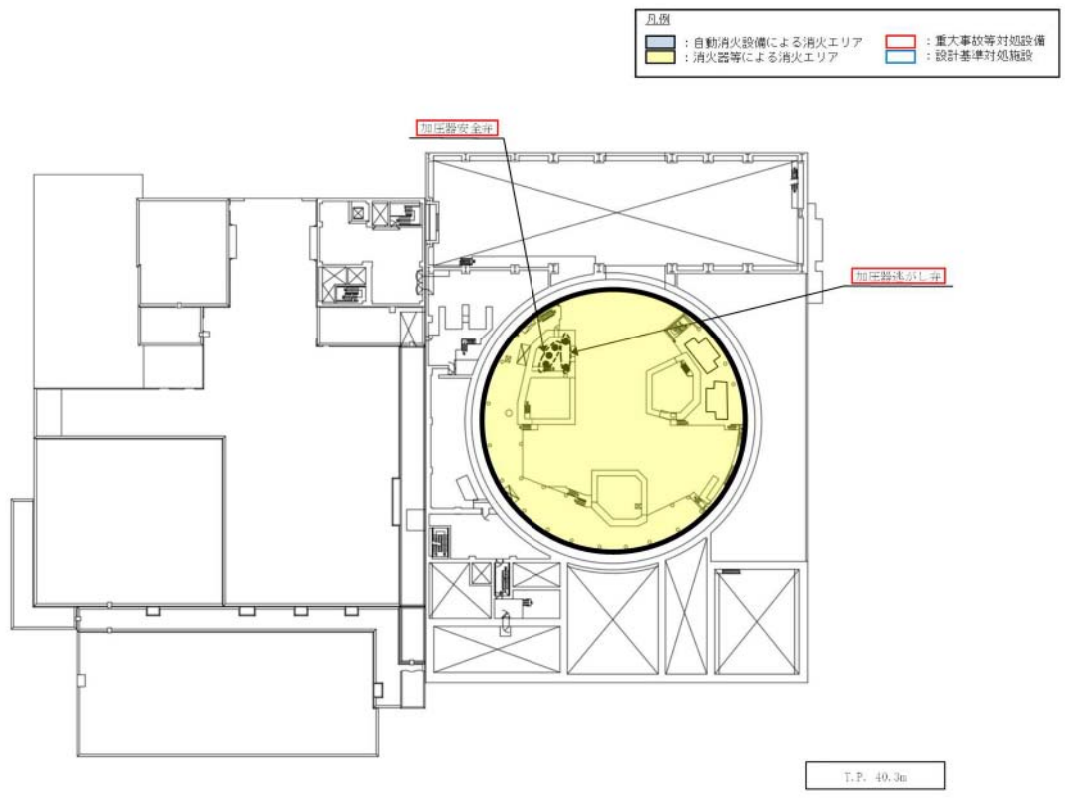 凡例
：自動消火設備による消火エリア
：重大事故等対処設備
：消火器等による消火エリア
：設計基準対処施設
加圧器安全弁
加圧器逃がし弁
T.P. 40.3m